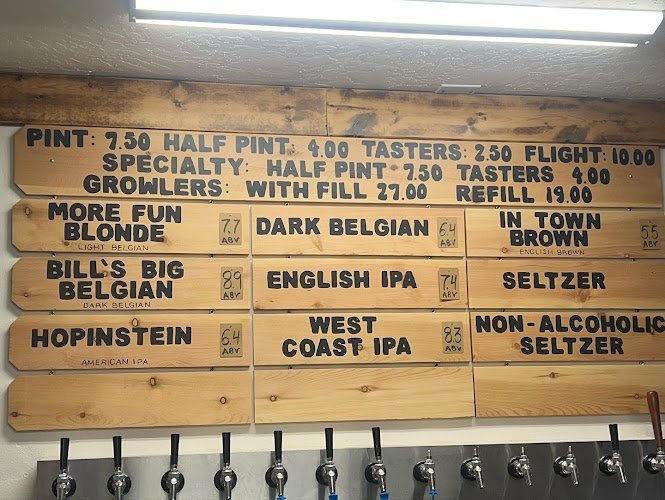 PINT: 7.50 HALF PINT: 4.00 TASTERS: 2.50 FLIGHT: 10.00
SPECIALTY: HALF PINT 7.50 TASTERS 4.00
GROWLERS: WITH FILL 27.00 REFILL 19.00
MORE FUN
BLONDE
LIGHT BELGIAN
7.7
ABV
DARK BELGIAN
6.4
ABV
IN TOWN
BROWN
ENGLISH BROWN
5.5
ABV
BILL'S BIG
BELGIAN
DARK BELGIAN
8.9
ABV
ENGLISH IPA
7.4
ABV
SELTZER
HOPINSTEIN
AMERICAN IPA
6.4
ABV
WEST
COAST IPA
8.3
ABV
NON-ALCOHOLIC
SELTZER